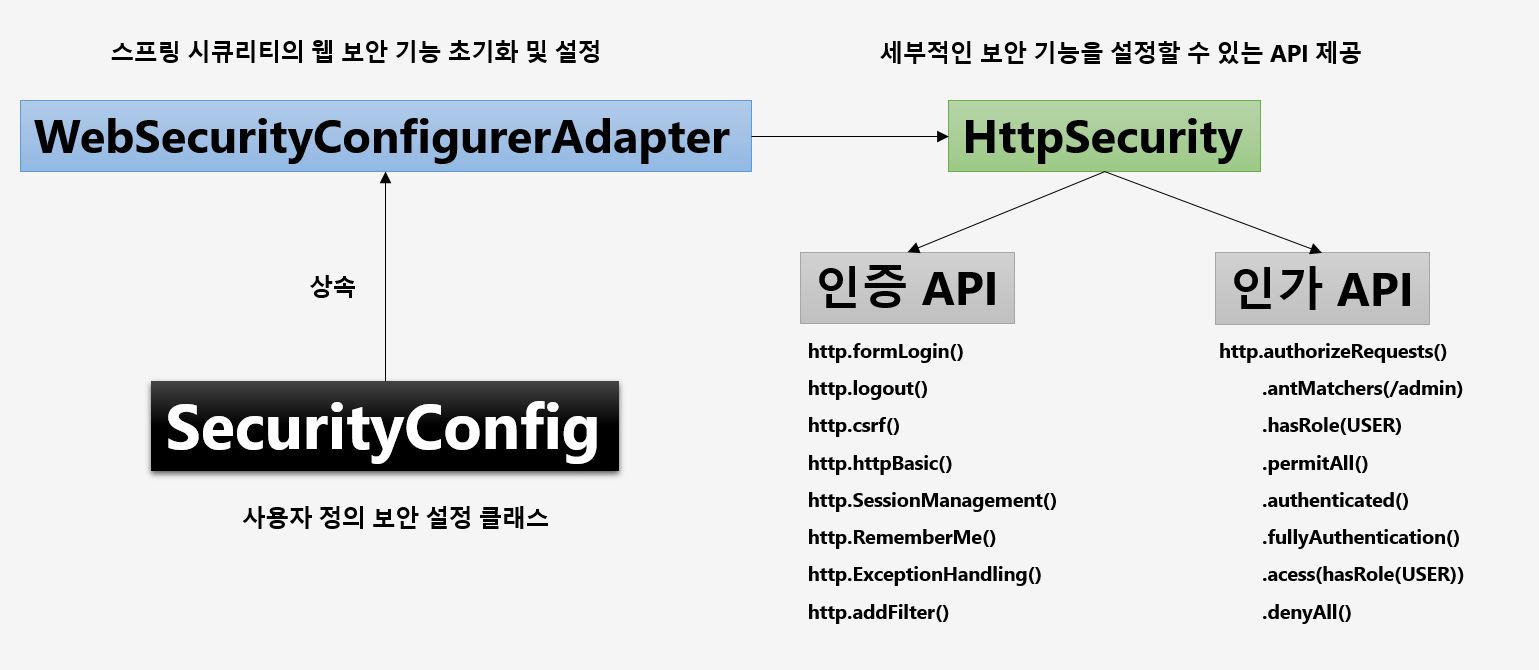 스프링 시큐리티의 웹 보안 기능 초기화 및 설정
WebSecurityConfigurerAdapter
상속
SecurityConfig
사용자 정의 보안 설정 클래스
세부적인 보안 기능을 설정할 수 있는 API 제공
HttpSecurity
인증 API
http.formLogin()
http.logout()
http.csrf()
http.httpBasic()
http.SessionManagement()
http.RememberMe()
http.ExceptionHandling()
http.addFilter()
인가 API
http.authorizeRequests()
.antMatchers(/admin)
.hasRole(USER)
.permitAll()
.authenticated()
.fullyAuthentication()
.acess(hasRole(USER))
.denyAll()